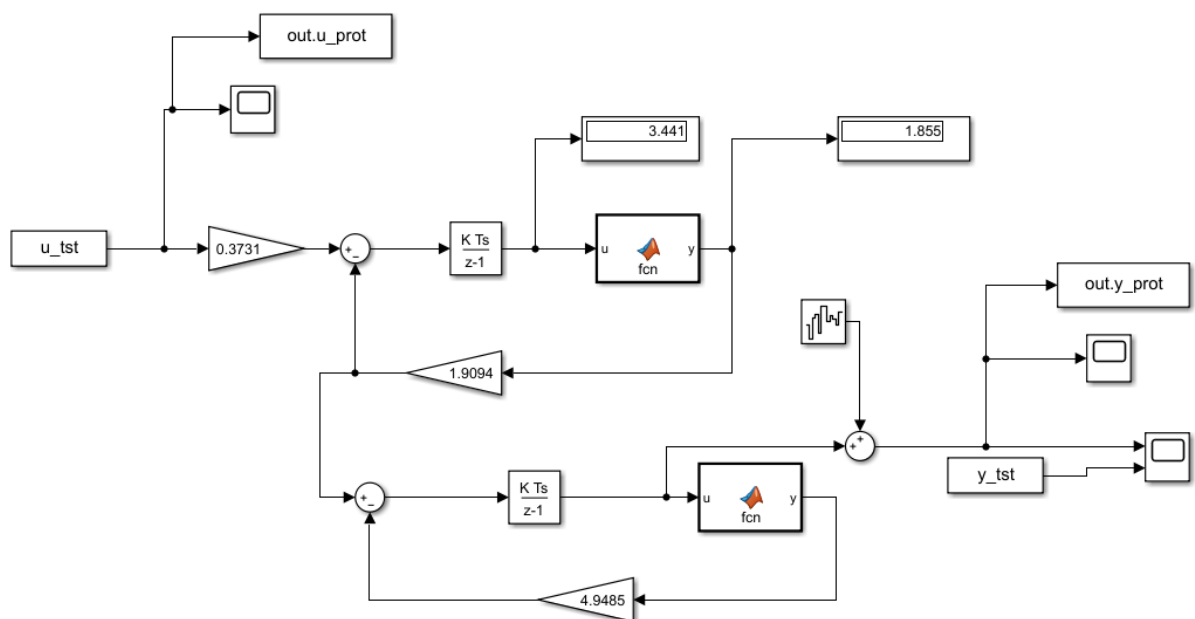 out.u_prot
3.441
1.855
u_tst
0.3731
+
-
K Ts
z-1
u
y
fcn
out.y_prot
1.9094
+
+
y_tst
+
-
K Ts
z-1
u
y
fcn
4.9485